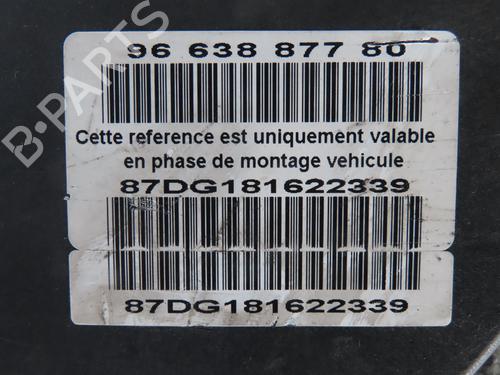 96 638 877 80
Cette reference est uniquement valable
en phase de montage vehicule
87DG181622339
87DG181622339
B-PARTS